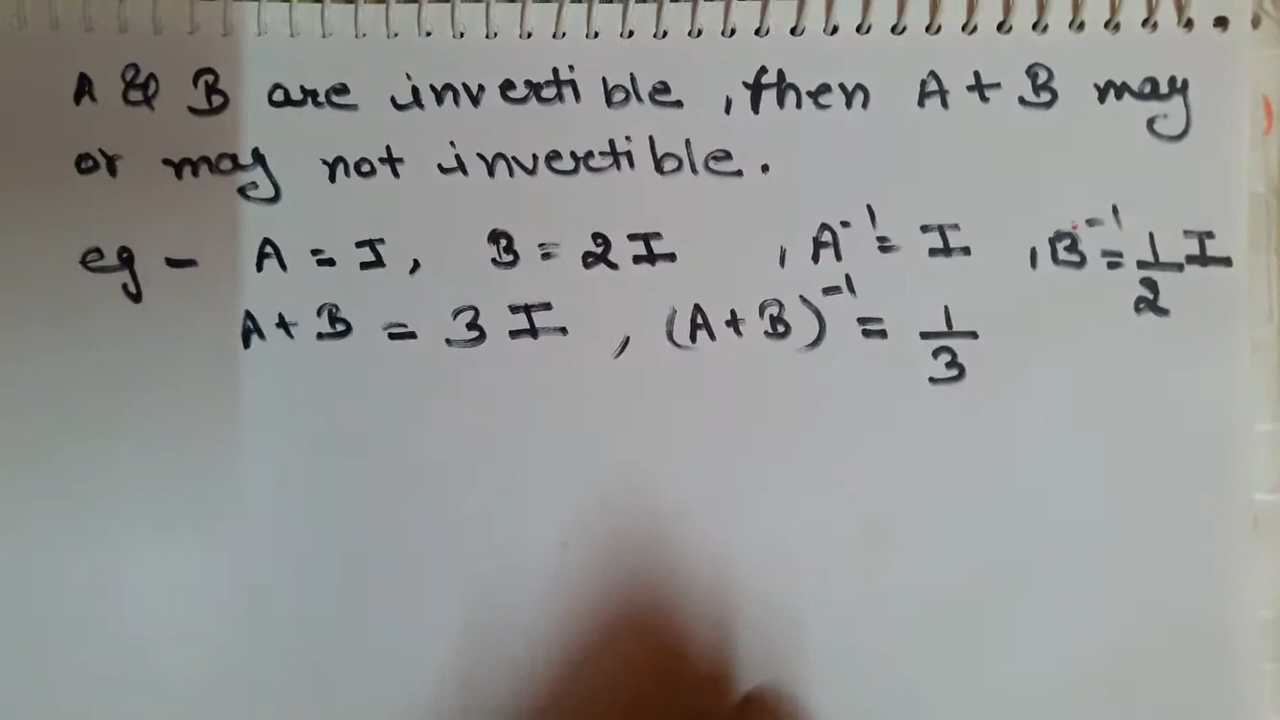 A & B are invertible, then A + B may
or may not invertible.
eg - A = I, B = 2I , A⁻¹ = I , B⁻¹ = 1/2 I
A + B = 3I , (A + B)⁻¹ = 1/3